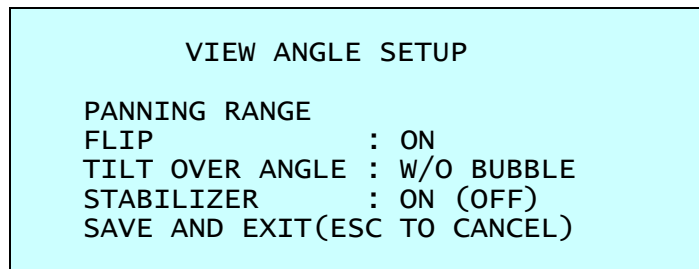 VIEW ANGLE SETUP
PANNING RANGE
FLIP : ON
TILT OVER ANGLE : W/O BUBBLE
STABILIZER : ON (OFF)
SAVE AND EXIT(ESC TO CANCEL)